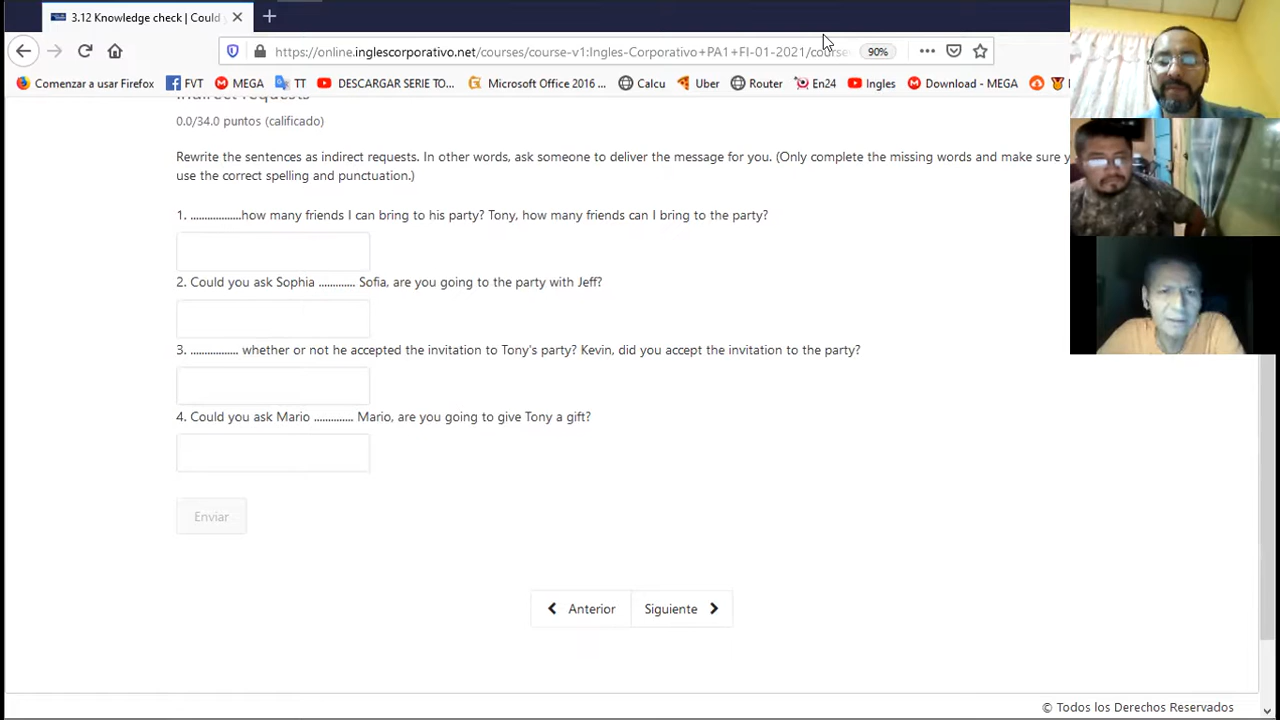 3.12 Knowledge check | Could
https://online.inglescorporativo.net/courses/course-v1:Ingles-Corporativo+PA1+FI-01-2021/course
90%
Comenzar a usar Firefox FVT MEGA TT DESCARGAR SERIE TO... Microsoft Office 2016 ... Calcu Uber Router En24 Ingles Download - MEGA
Indirect requests
0.0/34.0 puntos (calificado)
Rewrite the sentences as indirect requests. In other words, ask someone to deliver the message for you. (Only complete the missing words and make sure y
use the correct spelling and punctuation.)
1. ..................how many friends I can bring to his party? Tony, how many friends can I bring to the party?
2. Could you ask Sophia ............. Sofia, are you going to the party with Jeff?
3. ................. whether or not he accepted the invitation to Tony's party? Kevin, did you accept the invitation to the party?
4. Could you ask Mario .............. Mario, are you going to give Tony a gift?
Enviar
Anterior Siguiente
© Todos los Derechos Reservados